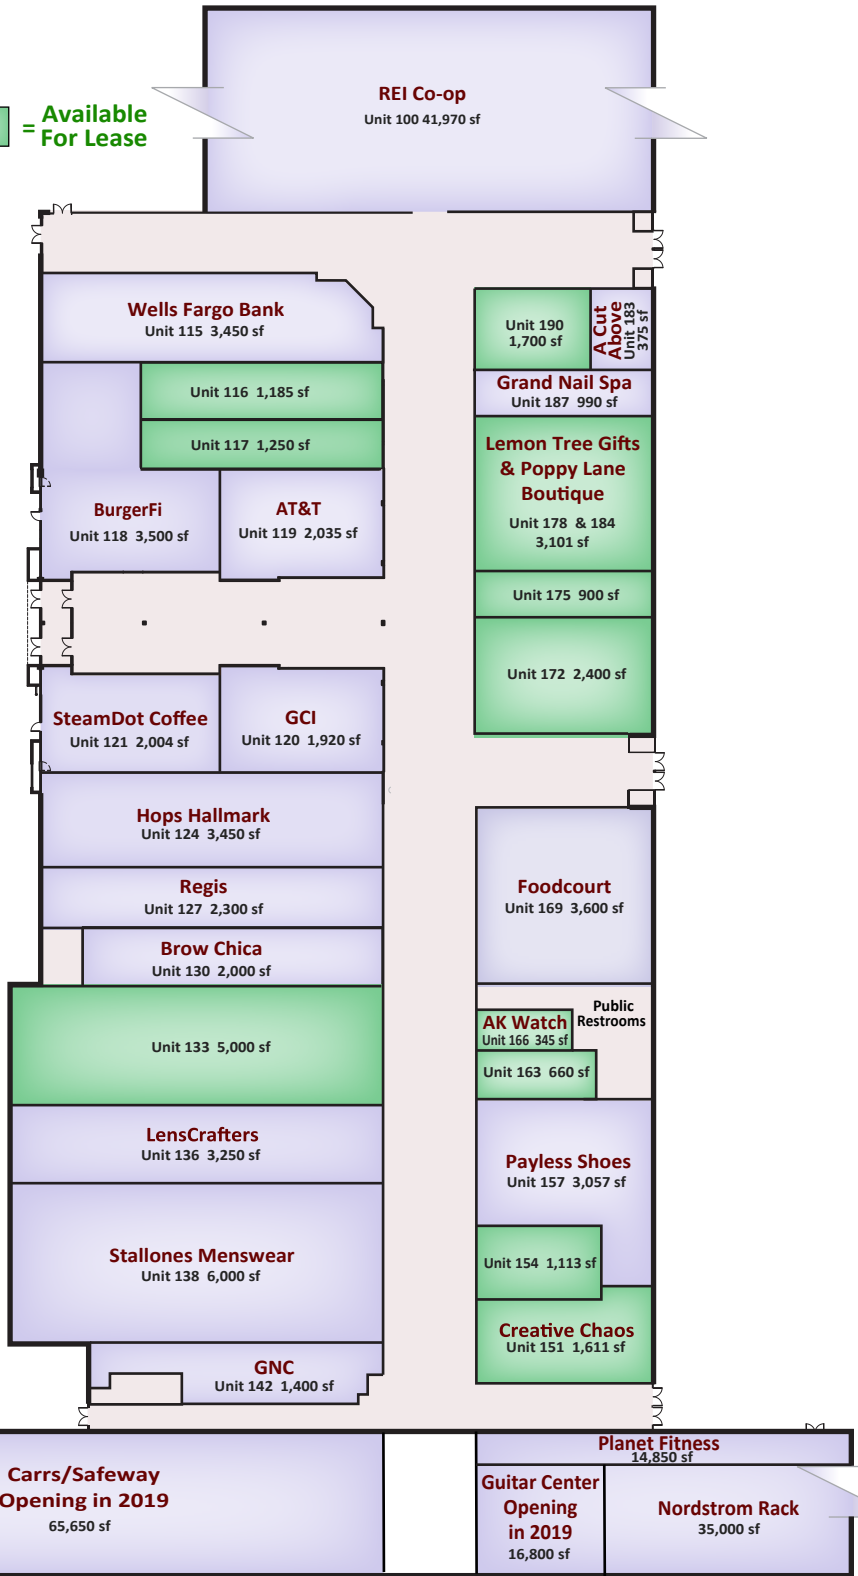 REI Co-op
Unit 100 41,970 sf
= Available
For Lease
Wells Fargo Bank
Unit 115 3,450 sf
Unit 190
1,700 sf
A Cut
Above
Unit 183
375 sf
Unit 116 1,185 sf
Grand Nail Spa
Unit 187 990 sf
Unit 117 1,250 sf
Lemon Tree Gifts
& Poppy Lane
Boutique
Unit 178 & 184
3,101 sf
BurgerFi
Unit 118 3,500 sf
AT&T
Unit 119 2,035 sf
Unit 175 900 sf
Unit 172 2,400 sf
SteamDot Coffee
Unit 121 2,004 sf
GCI
Unit 120 1,920 sf
Hops Hallmark
Unit 124 3,450 sf
Regis
Unit 127 2,300 sf
Foodcourt
Unit 169 3,600 sf
Brow Chica
Unit 130 2,000 sf
Public
Restrooms
AK Watch
Unit 166 345 sf
Unit 133 5,000 sf
Unit 163 660 sf
LensCrafters
Unit 136 3,250 sf
Payless Shoes
Unit 157 3,057 sf
Stallones Menswear
Unit 138 6,000 sf
Unit 154 1,113 sf
Creative Chaos
Unit 151 1,611 sf
GNC
Unit 142 1,400 sf
Planet Fitness
14,850 sf
Carrs/Safeway
Opening in 2019
65,650 sf
Guitar Center
Opening
in 2019
16,800 sf
Nordstrom Rack
35,000 sf